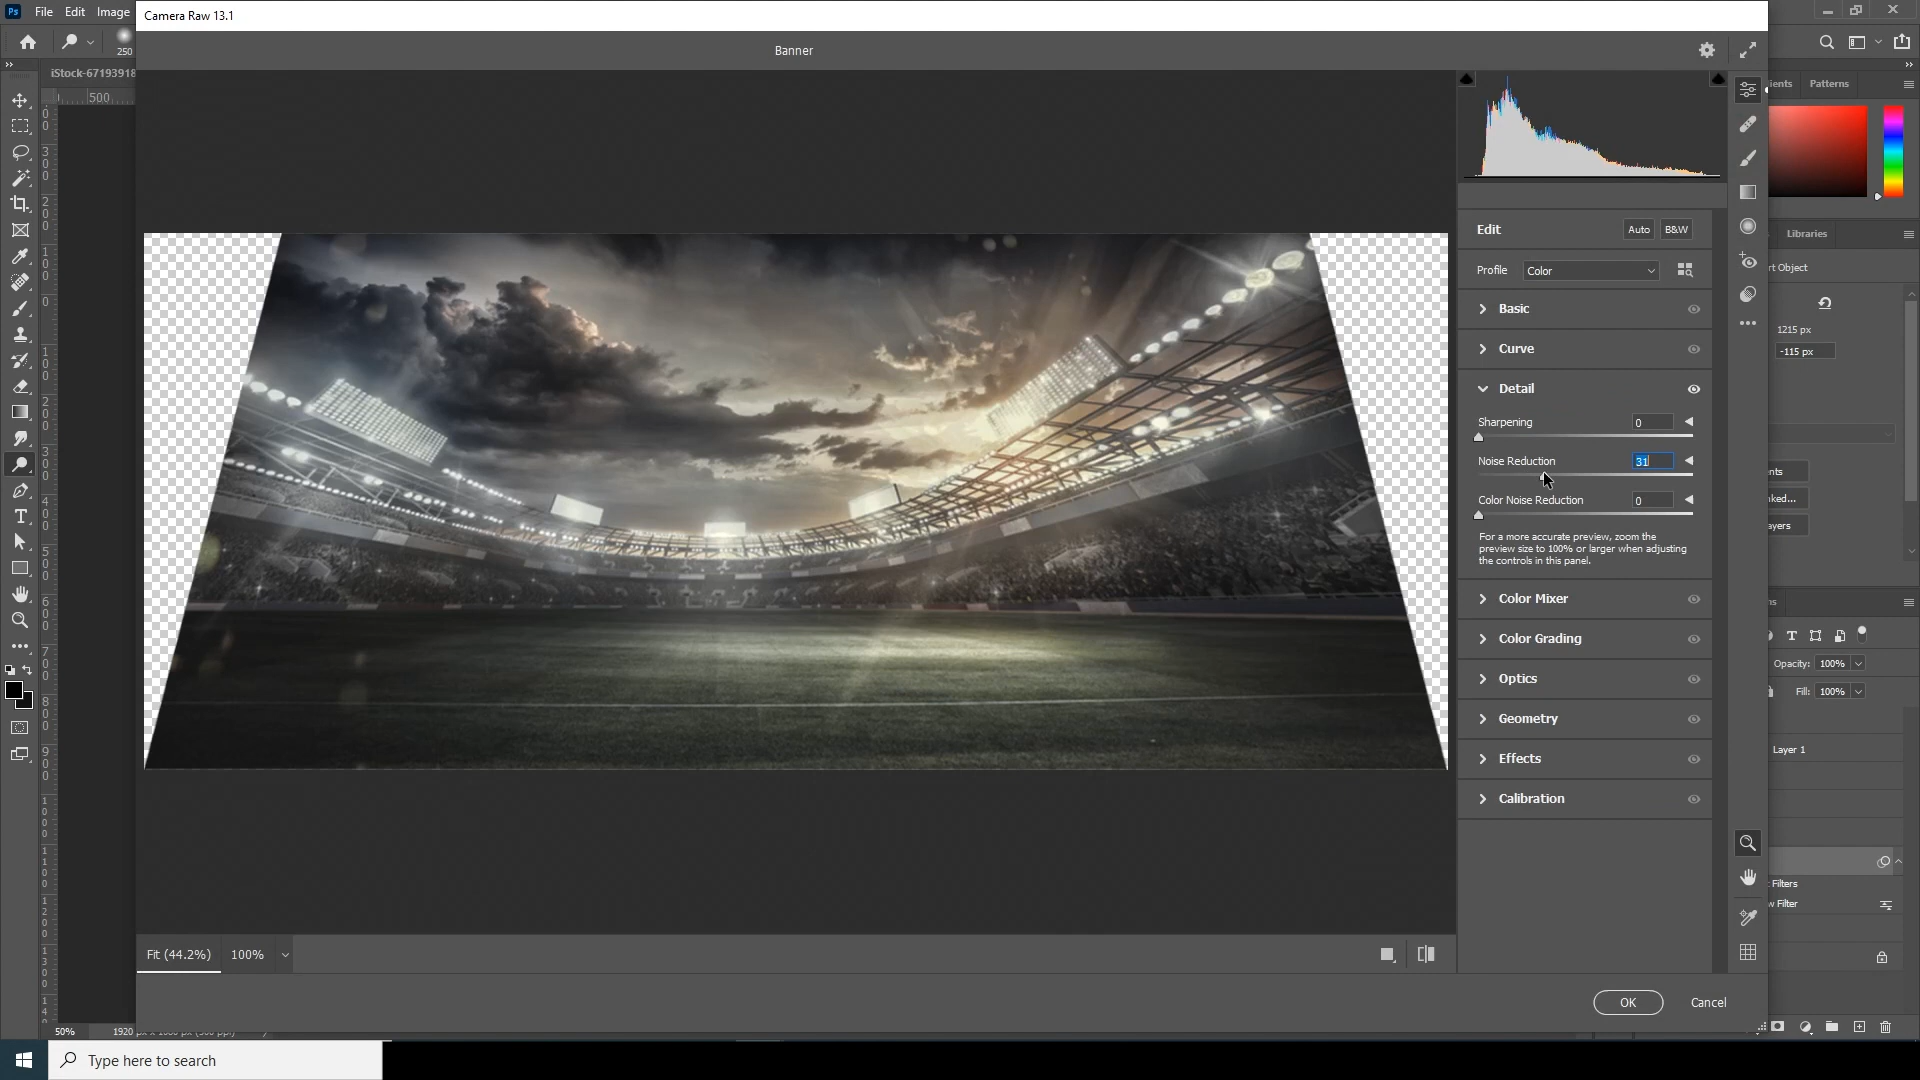 Ps File Edit Image
Camera Raw 13.1
Banner
250
iStock-67193918
500
Patterns
Libraries
1215 px
-115 px
Edit Auto B&W
Profile Color
Basic
Curve
Detail
Sharpening 0
Noise Reduction 31
Color Noise Reduction 0
For a more accurate preview, zoom the
preview size to 100% or larger when adjusting
the controls in this panel.
Color Mixer
Color Grading
Optics
Geometry
Effects
Calibration
Opacity: 100%
Fill: 100%
Layer 1
Filters
Filter
Fit (44.2%) 100%
OK Cancel
50%
Type here to search